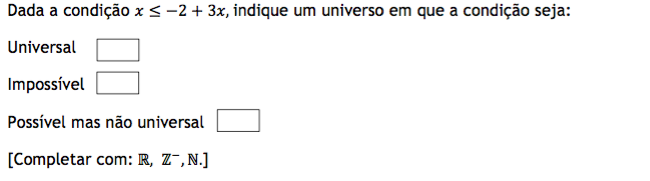 Dada a condição x ≤ −2 + 3x, indique um universo em que a condição seja:
Universal
Impossível
Possível mas não universal
[Completar com: ℝ, ℤ⁻, ℕ.]